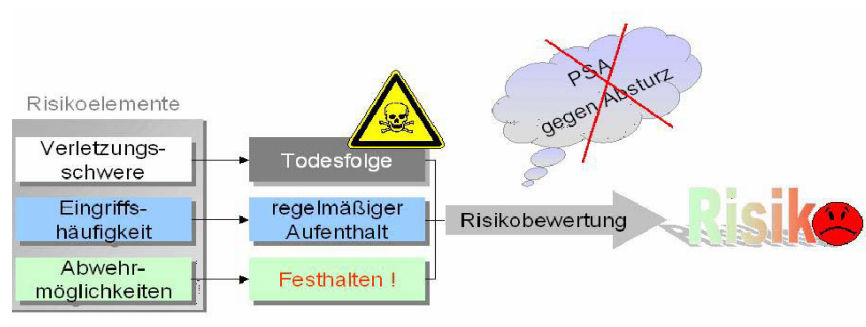 PSA
gegen Absturz
Risikoelemente
Verletzungs-
schwere
Todesfolge
Eingriffs-
häufigkeit
regelmäßiger
Aufenthalt
Risikobewertung
Risiko
Abwehr-
möglichkeiten
Festhalten !